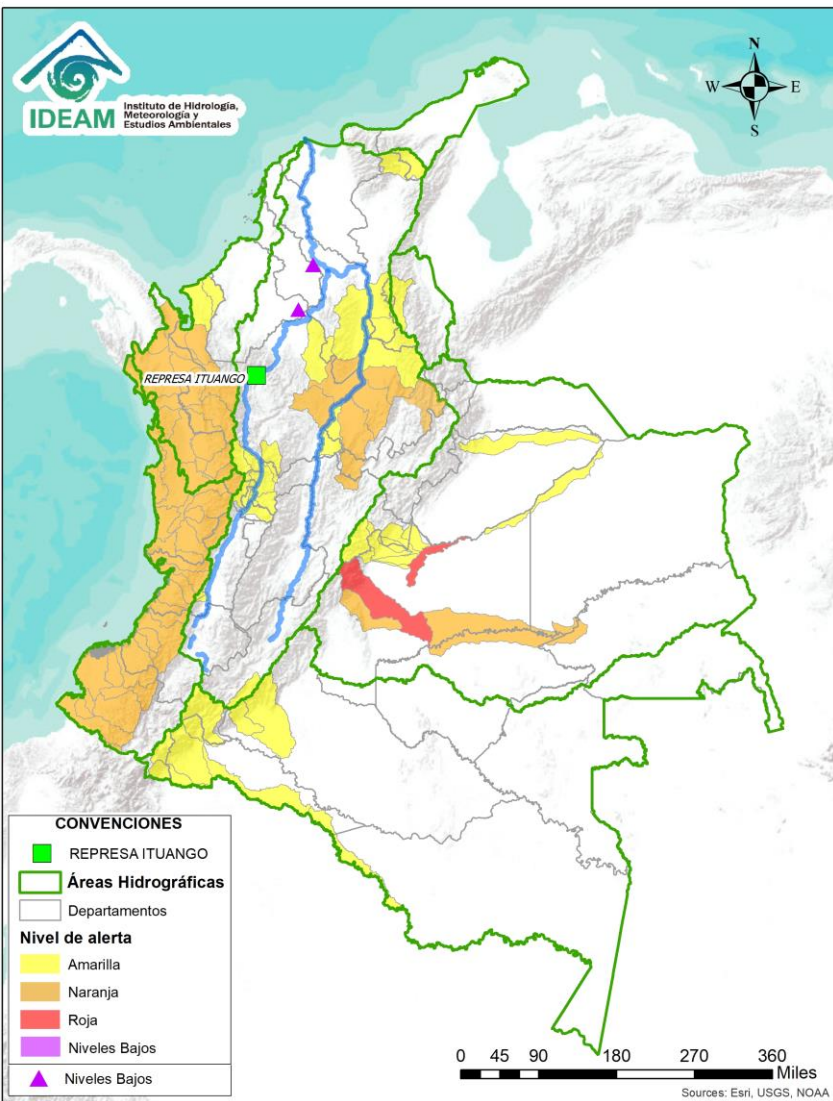 IDEAM
Instituto de Hidrología,
Meteorología y
Estudios Ambientales
N
W
E
S
REPRESA ITUANGO
CONVENCIONES
REPRESA ITUANGO
Áreas Hidrográficas
Departamentos
Nivel de alerta
Amarilla
Naranja
Roja
Niveles Bajos
Niveles Bajos
0 45 90 180 270 360
Miles
Sources: Esri, USGS, NOAA